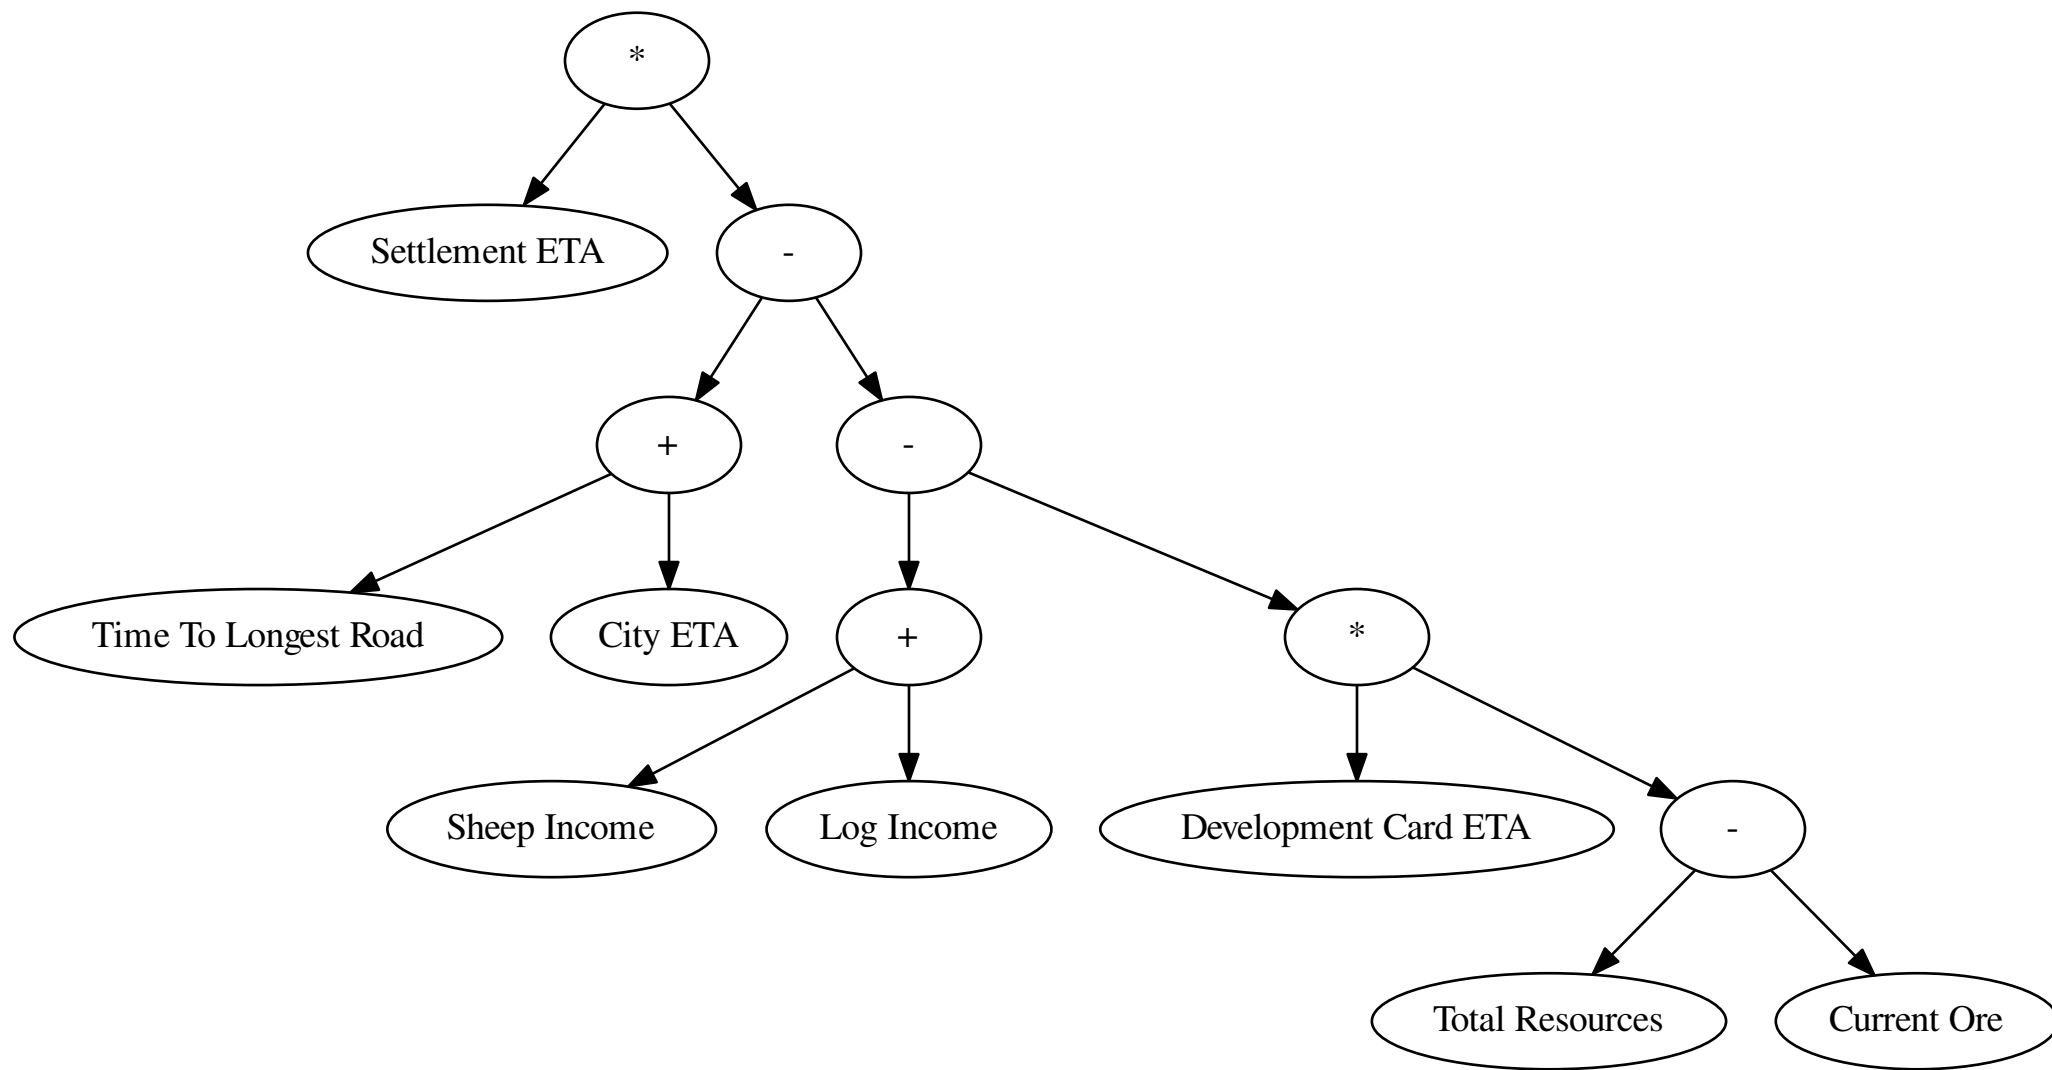 *
Settlement ETA
-
+
-
Time To Longest Road
City ETA
+
*
Sheep Income
Log Income
Development Card ETA
-
Total Resources
Current Ore